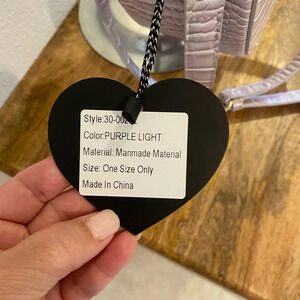 Style:30-00
Color:PURPLE LIGHT
Material: Manmade Material
Size: One Size Only
Made In China